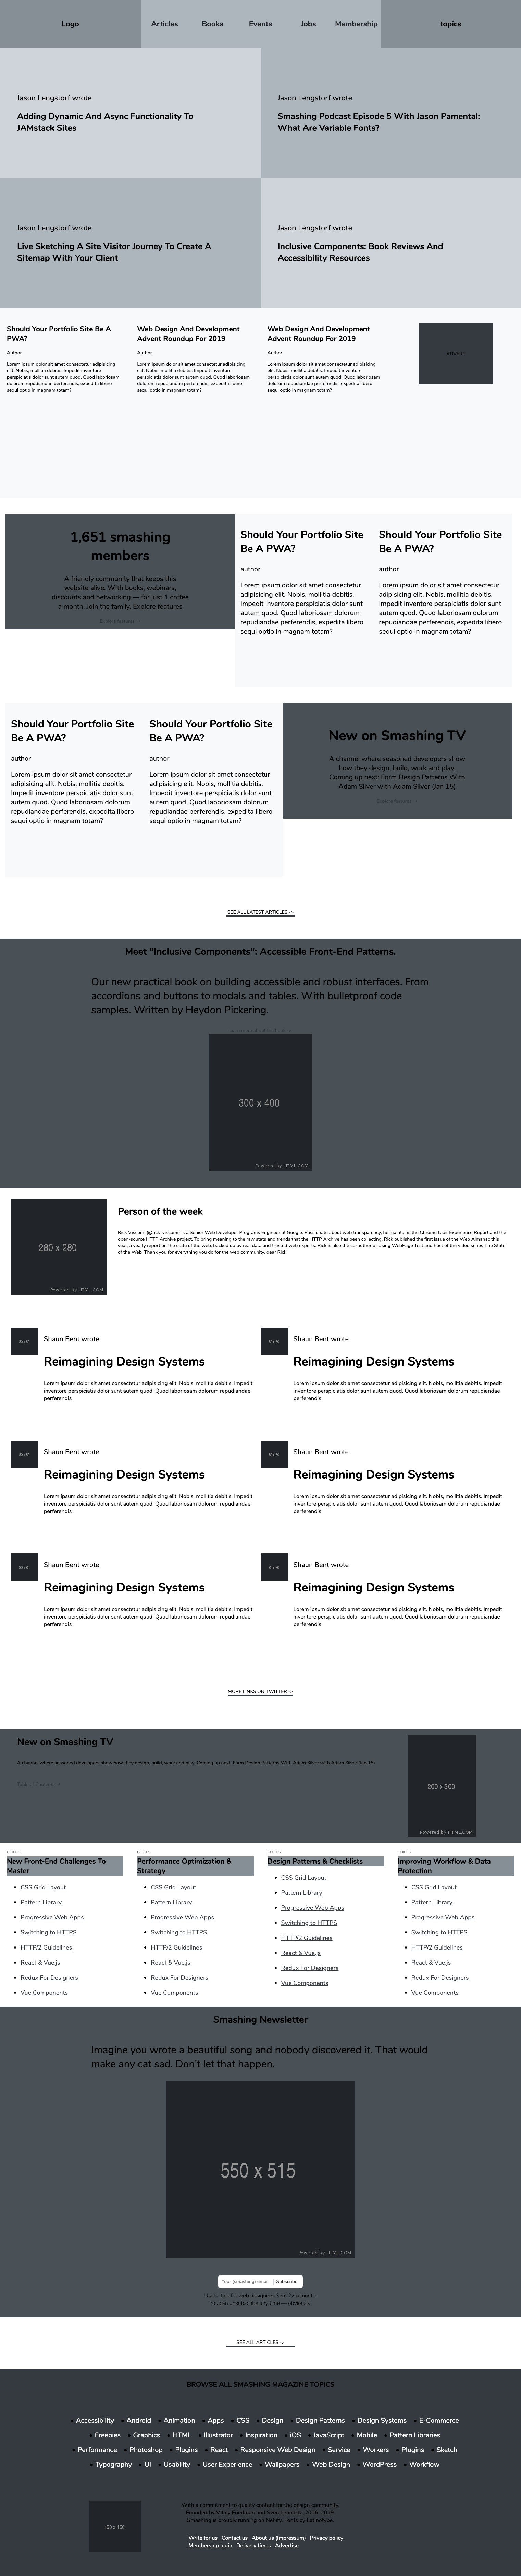 Logo
Articles
Books
Events
Jobs
Membership
topics
Jason Lengstorf wrote
Adding Dynamic And Async Functionality To
JAMstack Sites
Jason Lengstorf wrote
Smashing Podcast Episode 5 With Jason Pamental:
What Are Variable Fonts?
Jason Lengstorf wrote
Live Sketching A Site Visitor Journey To Create A
Sitemap With Your Client
Jason Lengstorf wrote
Inclusive Components: Book Reviews And
Accessibility Resources
Should Your Portfolio Site Be A
PWA?
Author
Lorem ipsum dolor sit amet consectetur adipisicing
elit. Nobis, mollitia debitis. Impedit inventore
perspiciatis dolor sunt autem quod. Quod laboriosam
dolorum repudiandae perferendis, expedita libero
sequi optio in magnam totam?
Web Design And Development
Advent Roundup For 2019
Author
Lorem ipsum dolor sit amet consectetur adipisicing
elit. Nobis, mollitia debitis. Impedit inventore
perspiciatis dolor sunt autem quod. Quod laboriosam
dolorum repudiandae perferendis, expedita libero
sequi optio in magnam totam?
Web Design And Development
Advent Roundup For 2019
Author
Lorem ipsum dolor sit amet consectetur adipisicing
elit. Nobis, mollitia debitis. Impedit inventore
perspiciatis dolor sunt autem quod. Quod laboriosam
dolorum repudiandae perferendis, expedita libero
sequi optio in magnam totam?
ADVERT
1,651 smashing
members
A friendly community that keeps this
website alive. With books, webinars,
discounts and networking — for just 1 coffee
a month. Join the family. Explore features
Should Your Portfolio Site
Be A PWA?
author
Lorem ipsum dolor sit amet consectetur
adipisicing elit. Nobis, mollitia debitis.
Impedit inventore perspiciatis dolor sunt
autem quod. Quod laboriosam dolorum
repudiandae perferendis, expedita libero
sequi optio in magnam totam?
Should Your Portfolio Site
Be A PWA?
author
Lorem ipsum dolor sit amet consectetur
adipisicing elit. Nobis, mollitia debitis.
Impedit inventore perspiciatis dolor sunt
autem quod. Quod laboriosam dolorum
repudiandae perferendis, expedita libero
sequi optio in magnam totam?
Should Your Portfolio Site
Be A PWA?
author
Lorem ipsum dolor sit amet consectetur
adipisicing elit. Nobis, mollitia debitis.
Impedit inventore perspiciatis dolor sunt
autem quod. Quod laboriosam dolorum
repudiandae perferendis, expedita libero
sequi optio in magnam totam?
Should Your Portfolio Site
Be A PWA?
author
Lorem ipsum dolor sit amet consectetur
adipisicing elit. Nobis, mollitia debitis.
Impedit inventore perspiciatis dolor sunt
autem quod. Quod laboriosam dolorum
repudiandae perferendis, expedita libero
sequi optio in magnam totam?
New on Smashing TV
A channel where seasoned developers show
how they design, build, work and play.
Coming up next: Form Design Patterns With
Adam Silver with Adam Silver (Jan 15)
SEE ALL LATEST ARTICLES ->
Meet "Inclusive Components": Accessible Front-End Patterns.
Our new practical book on building accessible and robust interfaces. From
accordions and buttons to modals and tables. With bulletproof code
samples. Written by Heydon Pickering.
300 x 400
Powered by HTML.COM
280 x 280
Powered by HTML.COM
Person of the week
Rick Viscomi (@rick_viscomi) is a Senior Web Developer Programs Engineer at Google. Passionate about web transparency, he maintains the Chrome User Experience Report and the
open-source HTTP Archive project. To bring meaning to the raw stats and trends that the HTTP Archive has been collecting, Rick published the first issue of the Web Almanac this
year, a yearly report on the state of the web, backed up by real data and trusted web experts. Rick is also the co-author of Using WebPage Test and host of the video series The State
of the Web. Thank you for everything you do for the web community, dear Rick!
Shaun Bent wrote
Reimagining Design Systems
Lorem ipsum dolor sit amet consectetur adipisicing elit. Nobis, mollitia debitis. Impedit
inventore perspiciatis dolor sunt autem quod. Quod laboriosam dolorum repudiandae
perferendis
Shaun Bent wrote
Reimagining Design Systems
Lorem ipsum dolor sit amet consectetur adipisicing elit. Nobis, mollitia debitis. Impedit
inventore perspiciatis dolor sunt autem quod. Quod laboriosam dolorum repudiandae
perferendis
Shaun Bent wrote
Reimagining Design Systems
Lorem ipsum dolor sit amet consectetur adipisicing elit. Nobis, mollitia debitis. Impedit
inventore perspiciatis dolor sunt autem quod. Quod laboriosam dolorum repudiandae
perferendis
Shaun Bent wrote
Reimagining Design Systems
Lorem ipsum dolor sit amet consectetur adipisicing elit. Nobis, mollitia debitis. Impedit
inventore perspiciatis dolor sunt autem quod. Quod laboriosam dolorum repudiandae
perferendis
Shaun Bent wrote
Reimagining Design Systems
Lorem ipsum dolor sit amet consectetur adipisicing elit. Nobis, mollitia debitis. Impedit
inventore perspiciatis dolor sunt autem quod. Quod laboriosam dolorum repudiandae
perferendis
Shaun Bent wrote
Reimagining Design Systems
Lorem ipsum dolor sit amet consectetur adipisicing elit. Nobis, mollitia debitis. Impedit
inventore perspiciatis dolor sunt autem quod. Quod laboriosam dolorum repudiandae
perferendis
MORE LINKS ON TWITTER ->
New on Smashing TV
A channel where seasoned developers show how they design, build, work and play. Coming up next: Form Design Patterns With Adam Silver with Adam Silver (Jan 15)
200 x 300
Powered by HTML.COM
GUIDES
New Front-End Challenges To
Master
CSS Grid Layout
Pattern Library
Progressive Web Apps
Switching to HTTPS
HTTP/2 Guidelines
React & Vue.js
Redux For Designers
Vue Components
GUIDES
Performance Optimization &
Strategy
CSS Grid Layout
Pattern Library
Progressive Web Apps
Switching to HTTPS
HTTP/2 Guidelines
React & Vue.js
Redux For Designers
Vue Components
GUIDES
Design Patterns & Checklists
CSS Grid Layout
Pattern Library
Progressive Web Apps
Switching to HTTPS
HTTP/2 Guidelines
React & Vue.js
Redux For Designers
Vue Components
GUIDES
Improving Workflow & Data
Protection
CSS Grid Layout
Pattern Library
Progressive Web Apps
Switching to HTTPS
HTTP/2 Guidelines
React & Vue.js
Redux For Designers
Vue Components
Smashing Newsletter
Imagine you wrote a beautiful song and nobody discovered it. That would
make any cat sad. Don't let that happen.
550 x 515
Powered by HTML.COM
Your (smashing) email
Subscribe
Useful tips for web designers. Sent 2x a month.
You can unsubscribe any time — obviously.
SEE ALL ARTICLES ->
BROWSE ALL SMASHING MAGAZINE TOPICS
Accessibility Android Animation Apps CSS Design Design Patterns Design Systems E-Commerce
Freebies Graphics HTML Illustrator Inspiration iOS JavaScript Mobile Pattern Libraries
Performance Photoshop Plugins React Responsive Web Design Service Workers Plugins Sketch
Typography UI Usability User Experience Wallpapers Web Design WordPress Workflow
150 x 150
With a commitment to quality content for the design community.
Founded by Vitaly Friedman and Sven Lennartz. 2006–2019.
Smashing is proudly running on Netlify. Fonts by Latinotype.
Write for us Contact us About us (Impressum) Privacy policy
Membership login Delivery times Advertise